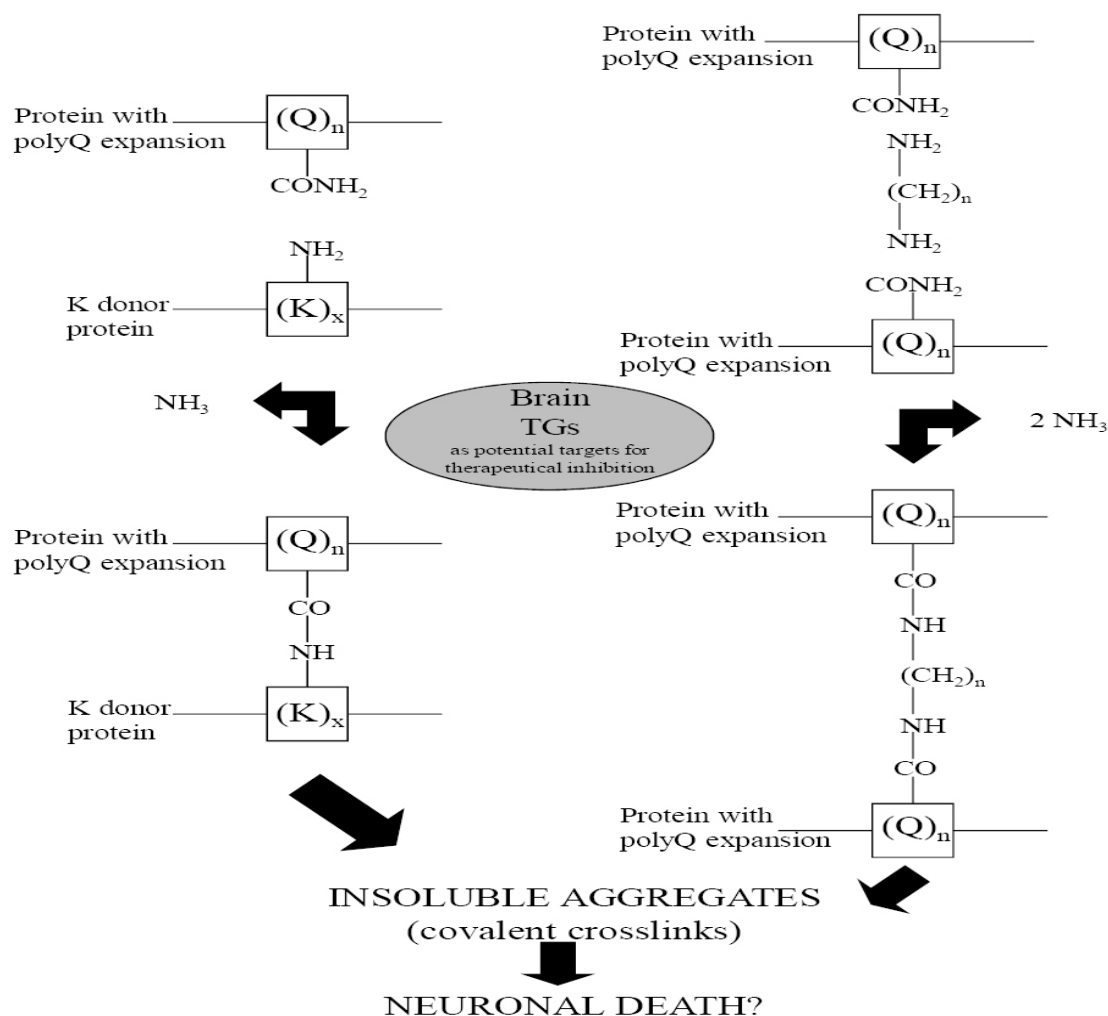 Protein with
polyQ expansion
(Q)n
CONH2
NH2
K donor
protein
(K)x
NH3
Protein with
polyQ expansion
(Q)n
CO
NH
K donor
protein
(K)x
Protein with
polyQ expansion
(Q)n
CONH2
NH2
(CH2)n
NH2
CONH2
Protein with
polyQ expansion
(Q)n
2 NH3
Brain
TGs
as potential targets for
therapeutical inhibition
Protein with
polyQ expansion
(Q)n
CO
NH
(CH2)n
NH
CO
Protein with
polyQ expansion
(Q)n
INSOLUBLE AGGREGATES
(covalent crosslinks)
NEURONAL DEATH?